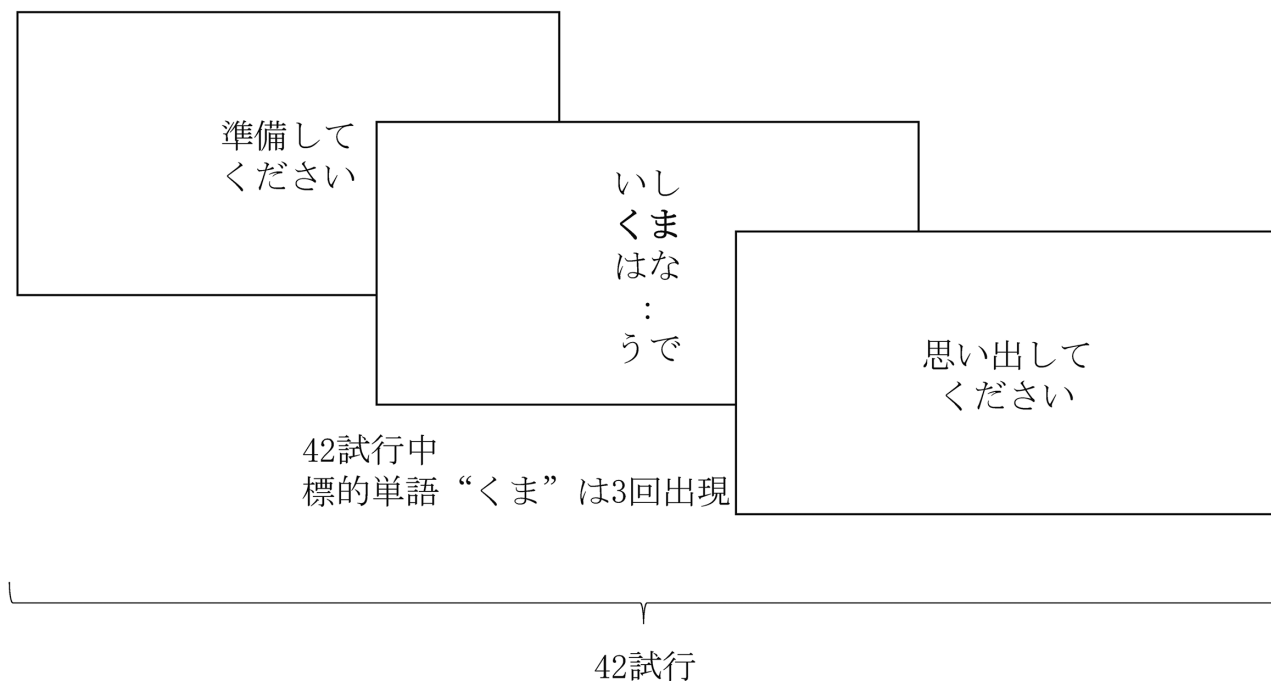 準備して
ください
いし
くま
はな
:
うで
思い出して
ください
42試行中
標的単語“くま”は3回出現
42試行